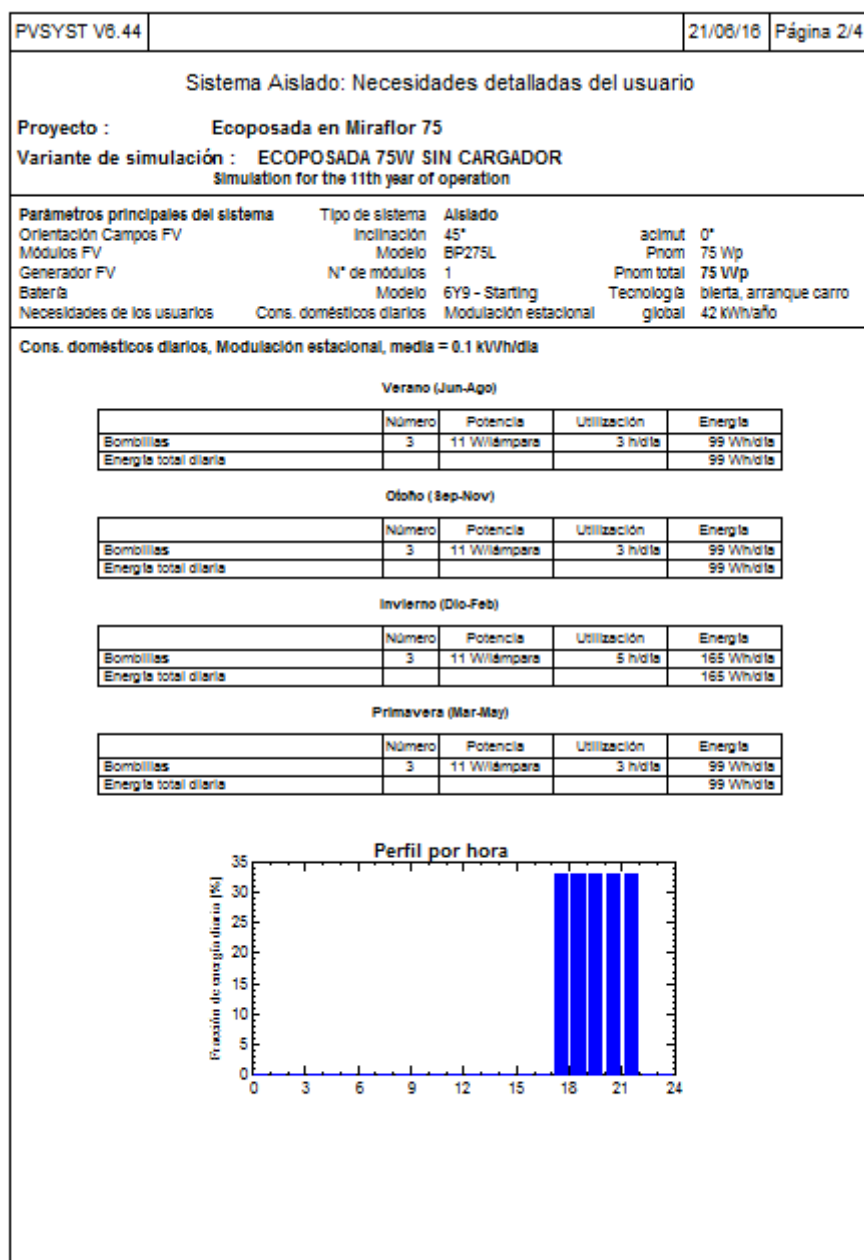 PVSYST V6.44 21/06/16 Página 2/4
Sistema Aislado: Necesidades detalladas del usuario
Proyecto : Ecoposada en Miraflor 75
Variante de simulación : ECOPOSADA 75W SIN CARGADOR
Simulation for the 11th year of operation
Parámetros principales del sistema Tipo de sistema Aislado
Orientación Campos FV Inclinación 45° acimut 0°
Módulos FV Modelo BP275L Pnom 75 Wp
Generador FV N° de módulos 1 Pnom total 75 Wp
Batería Modelo 6Y9 - Starting Tecnología bierta, arranque carro
Necesidades de los usuarios Cons. domésticos diarios Modulación estacional global 42 kWh/año
Cons. domésticos diarios, Modulación estacional, media = 0.1 kWh/día
Verano (Jun-Ago)
Número Potencia Utilización Energía
Bombillas 3 11 W/lámpara 3 h/día 99 Wh/día
Energía total diaria 99 Wh/día
Otoño (Sep-Nov)
Número Potencia Utilización Energía
Bombillas 3 11 W/lámpara 3 h/día 99 Wh/día
Energía total diaria 99 Wh/día
Invierno (Dic-Feb)
Número Potencia Utilización Energía
Bombillas 3 11 W/lámpara 5 h/día 165 Wh/día
Energía total diaria 165 Wh/día
Primavera (Mar-May)
Número Potencia Utilización Energía
Bombillas 3 11 W/lámpara 3 h/día 99 Wh/día
Energía total diaria 99 Wh/día
Perfil por hora
Fracción de energía diaria [%]
35
30
25
20
15
10
5
0
0 3 6 9 12 15 18 21 24